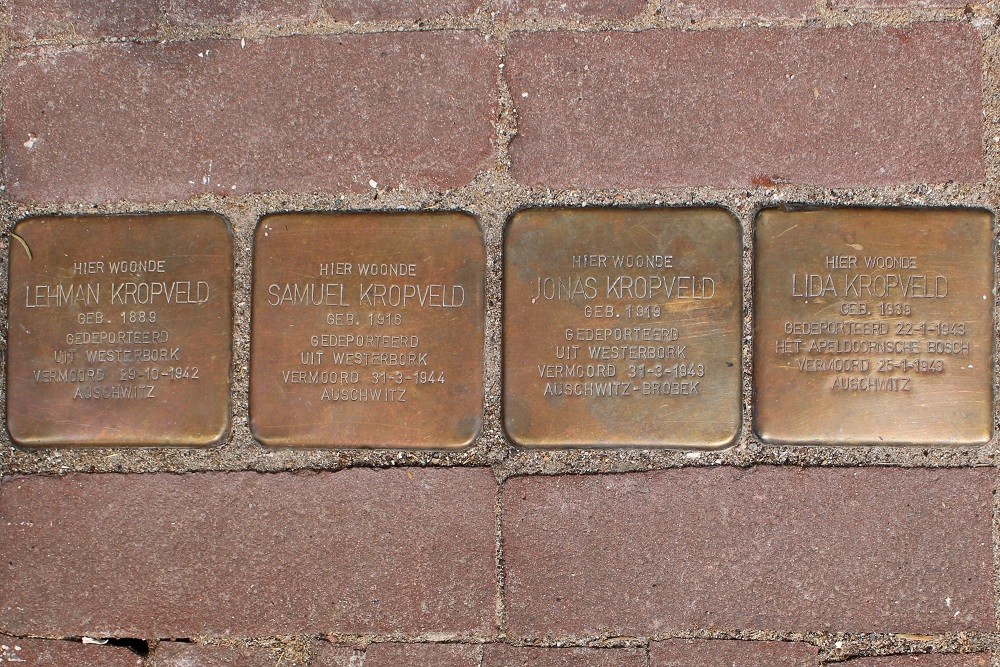 HIER WOONDE
LEHMAN KROPVELD
GEB. 1889
GEDEPORTEERD
UIT WESTERBORK
VERMOORD 29-10-1942
AUSCHWITZ
HIER WOONDE
SAMUEL KROPVELD
GEB. 1916
GEDEPORTEERD
UIT WESTERBORK
VERMOORD 31-3-1944
AUSCHWITZ
HIER WOONDE
JONAS KROPVELD
GEB. 1919
GEDEPORTEERD
UIT WESTERBORK
VERMOORD 31-3-1943
AUSCHWITZ-BROBEK
HIER WOONDE
LIDA KROPVELD
GEB.
GEDEPORTEERD 22-1-1943
HET APELDOORNSCHE BOSCH
VERMOORD 25-1-1943
AUSCHWITZ